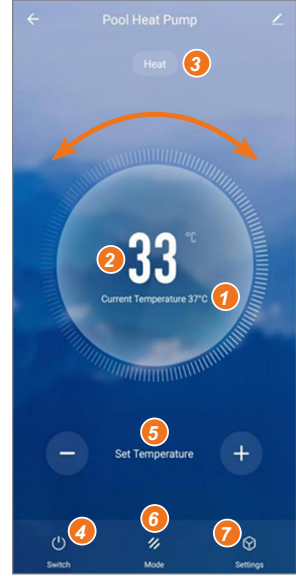 Pool Heat Pump
Heat 3
2 33 °C
Current Temperature 37°C 1
5
Set Temperature
4 6 7
Switch Mode Settings